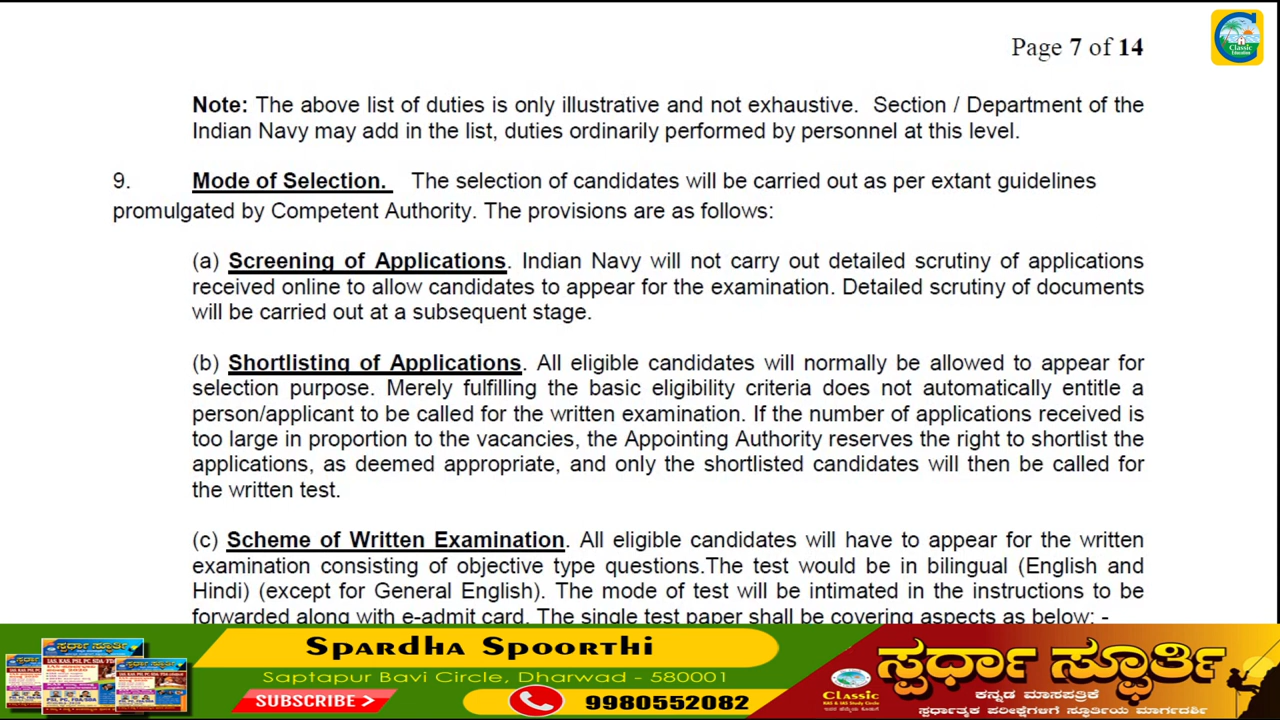 Page 7 of 14
Classic
Education
Note: The above list of duties is only illustrative and not exhaustive. Section / Department of the
Indian Navy may add in the list, duties ordinarily performed by personnel at this level.
9. Mode of Selection. The selection of candidates will be carried out as per extant guidelines
promulgated by Competent Authority. The provisions are as follows:
(a) Screening of Applications. Indian Navy will not carry out detailed scrutiny of applications
received online to allow candidates to appear for the examination. Detailed scrutiny of documents
will be carried out at a subsequent stage.
(b) Shortlisting of Applications. All eligible candidates will normally be allowed to appear for
selection purpose. Merely fulfilling the basic eligibility criteria does not automatically entitle a
person/applicant to be called for the written examination. If the number of applications received is
too large in proportion to the vacancies, the Appointing Authority reserves the right to shortlist the
applications, as deemed appropriate, and only the shortlisted candidates will then be called for
the written test.
(c) Scheme of Written Examination. All eligible candidates will have to appear for the written
examination consisting of objective type questions.The test would be in bilingual (English and
Hindi) (except for General English). The mode of test will be intimated in the instructions to be
forwarded along with e-admit card. The single test paper shall be covering aspects as below: -
Spardha Spoorthi
Saptapur Bavi Circle, Dharwad - 580001
SUBSCRIBE >
9980552082
ಸ್ಪರ್ಧಾ ಸ್ಫೂರ್ತಿ
Classic
KAS & IAS Study Circle
ಕನ್ನಡ ಮಾಸಪತ್ರಿಕೆ
ಸ್ಪರ್ಧಾತ್ಮಕ ಪರೀಕ್ಷೆಗಳಿಗೆ ಸ್ಫೂರ್ತಿಯ ಮಾರ್ಗದರ್ಶಿ
ಸ್ಪರ್ಧಾ ಸ್ಫೂರ್ತಿ